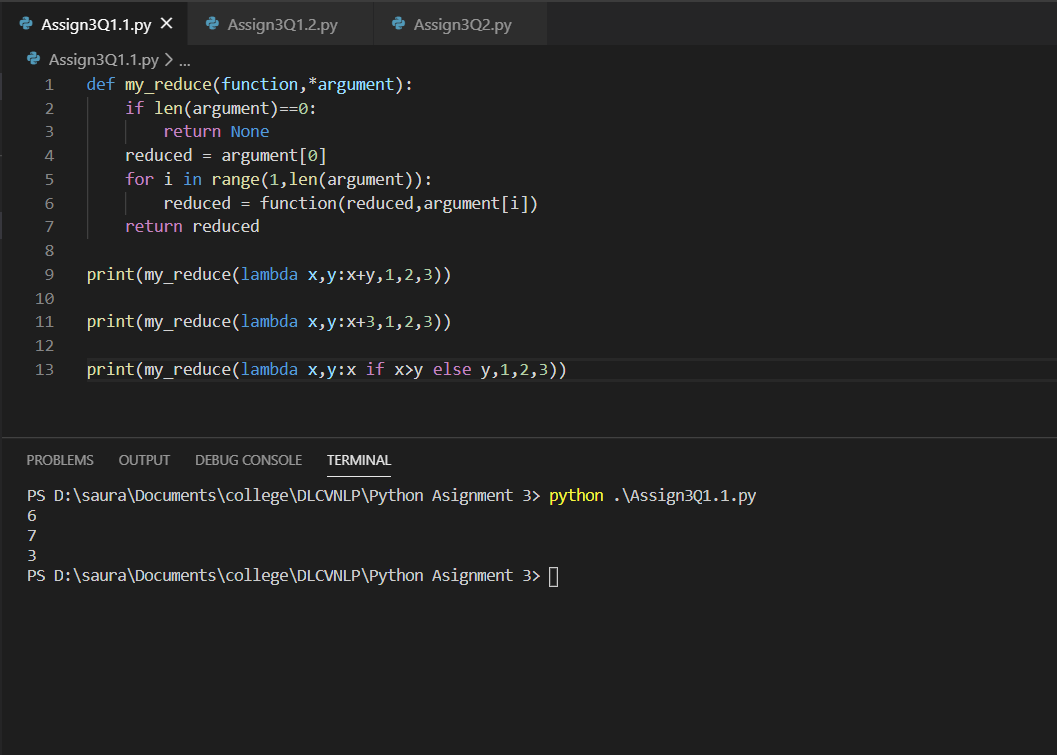 Assign3Q1.1.py Assign3Q1.2.py Assign3Q2.py
Assign3Q1.1.py > ...
1 def my_reduce(function,*argument):
2     if len(argument)==0:
3         return None
4     reduced = argument[0]
5     for i in range(1,len(argument)):
6         reduced = function(reduced,argument[i])
7     return reduced
8
9 print(my_reduce(lambda x,y:x+y,1,2,3))
10
11 print(my_reduce(lambda x,y:x+3,1,2,3))
12
13 print(my_reduce(lambda x,y:x if x>y else y,1,2,3))
PROBLEMS OUTPUT DEBUG CONSOLE TERMINAL
PS D:\saura\Documents\college\DLCVNLP\Python Asignment 3> python .\Assign3Q1.1.py
6
7
3
PS D:\saura\Documents\college\DLCVNLP\Python Asignment 3>